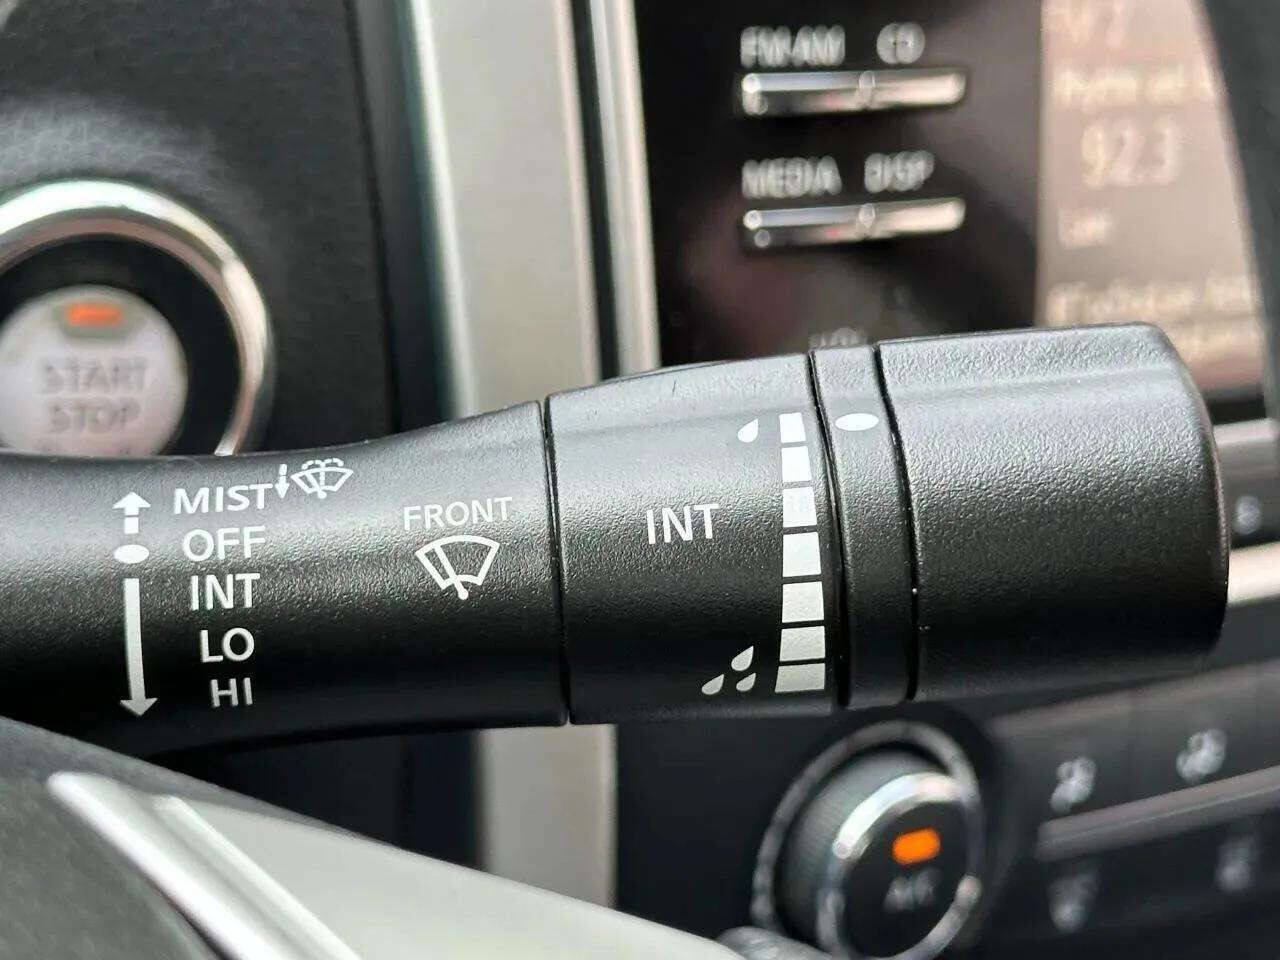 FM·AM CD
MEDIA DISP
92.3
START
STOP
MIST
OFF
INT
LO
HI
FRONT
INT
A/C